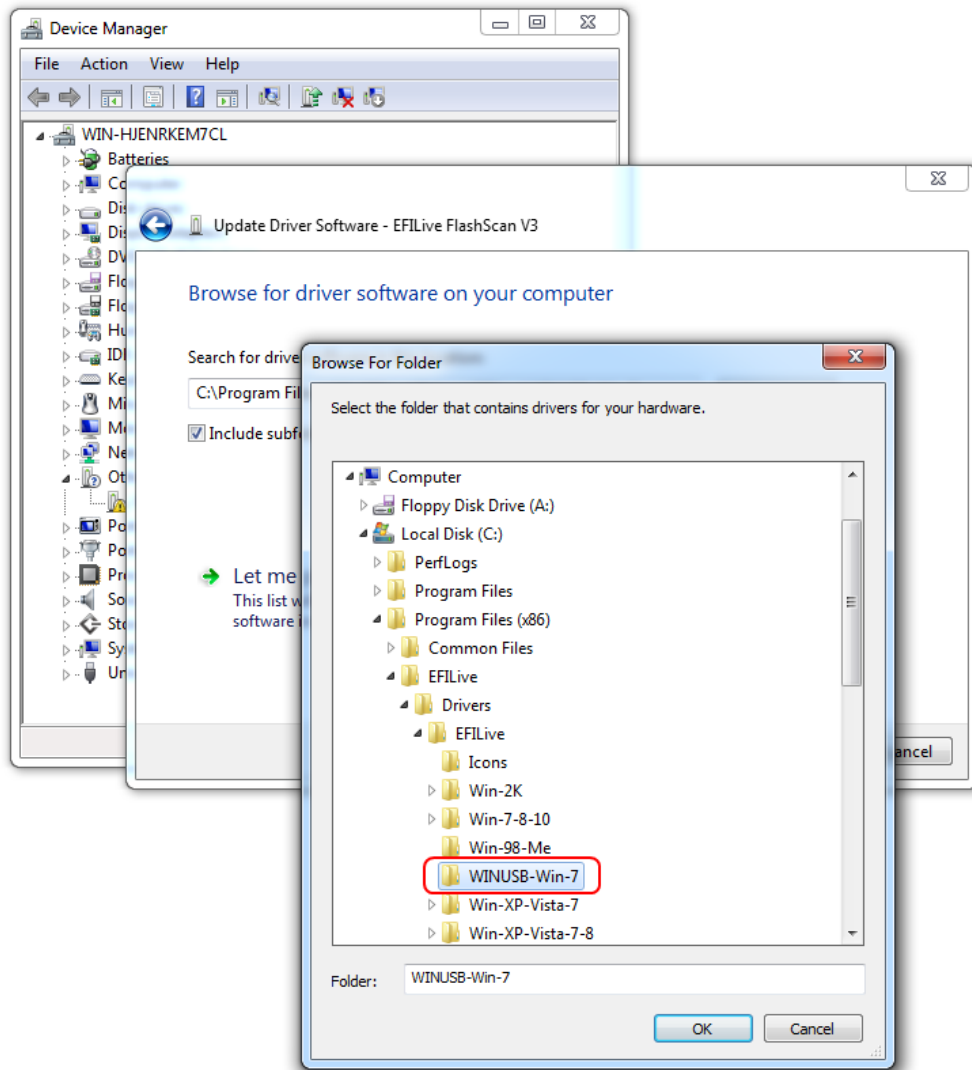 Device Manager
File Action View Help
WIN-HJENRKEM7CL
Batteries
Update Driver Software - EFILive FlashScan V3
Browse for driver software on your computer
Search for
C:\Program
Include
Let me
This list
software
Browse For Folder
Select the folder that contains drivers for your hardware.
Computer
Floppy Disk Drive (A:)
Local Disk (C:)
PerfLogs
Program Files
Program Files (x86)
Common Files
EFILive
Drivers
EFILive
Icons
Win-2K
Win-7-8-10
Win-98-Me
WINUSB-Win-7
Win-XP-Vista-7
Win-XP-Vista-7-8
Folder: WINUSB-Win-7
OK Cancel